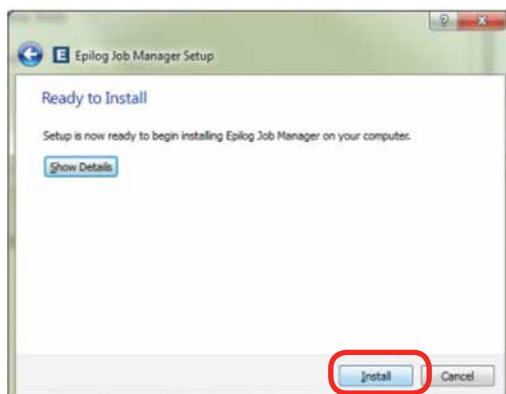 Epilog Job Manager Setup
Ready to Install
Setup is now ready to begin installing Epilog Job Manager on your computer.
Show Details
Install Cancel